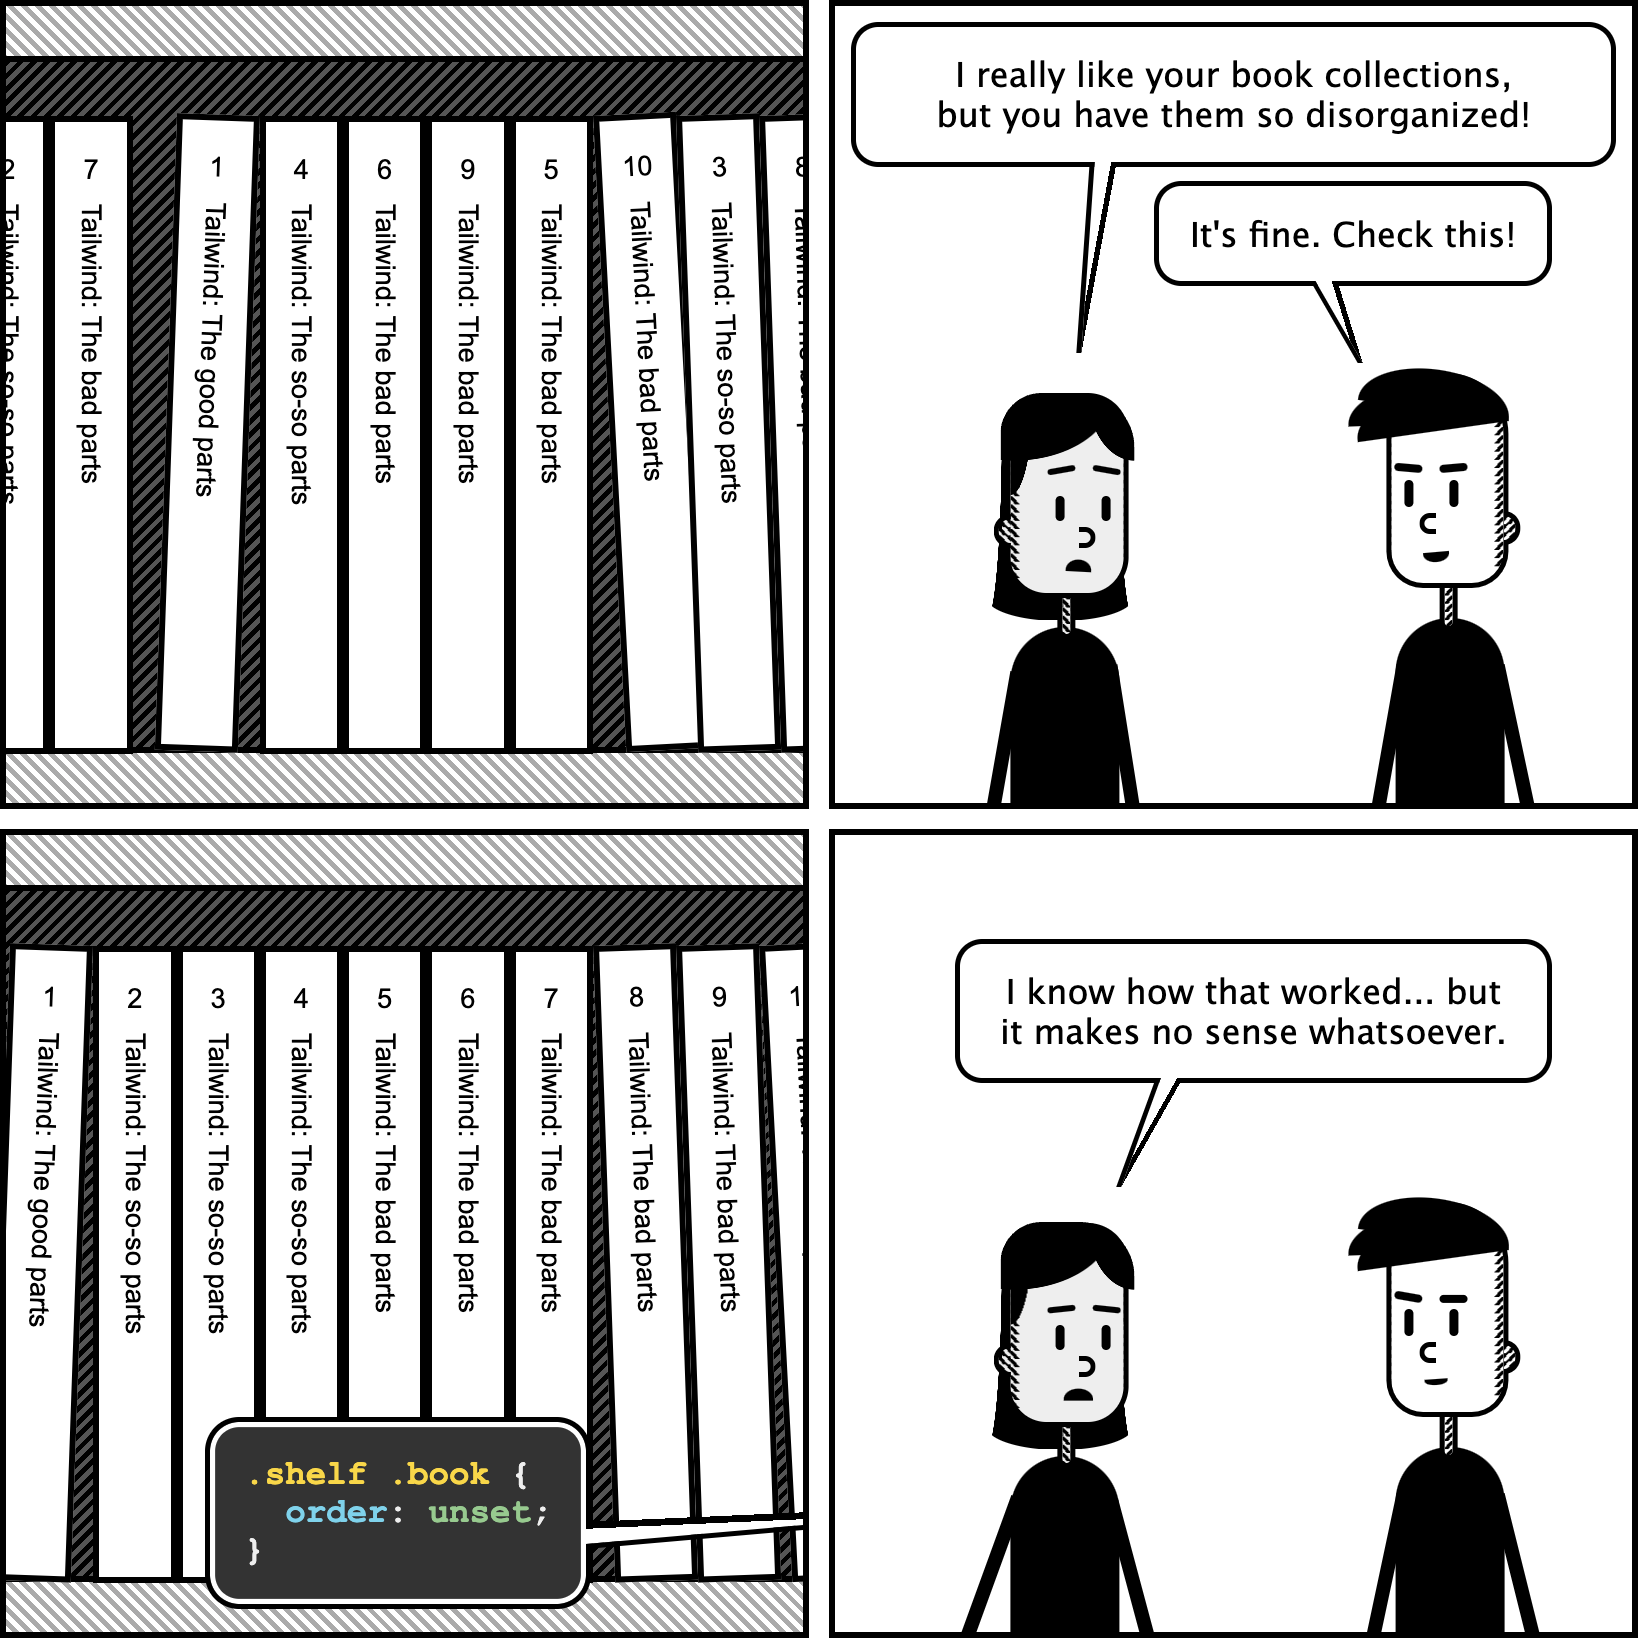 7 Tailwind: The bad parts
1 Tailwind: The good parts
4 Tailwind: The so-so parts
6 Tailwind: The bad parts
9 Tailwind: The bad parts
5 Tailwind: The bad parts
10 Tailwind: The bad parts
3 Tailwind: The so-so parts
8
I really like your book collections,
but you have them so disorganized!
It's fine. Check this!
1 Tailwind: The good parts
2 Tailwind: The so-so parts
3 Tailwind: The so-so parts
4 Tailwind: The so-so parts
5 Tailwind: The bad parts
6 Tailwind: The bad parts
7 Tailwind: The bad parts
8 Tailwind: The bad parts
9 Tailwind: The bad parts
.shelf .book {
order: unset;
}
I know how that worked... but
it makes no sense whatsoever.